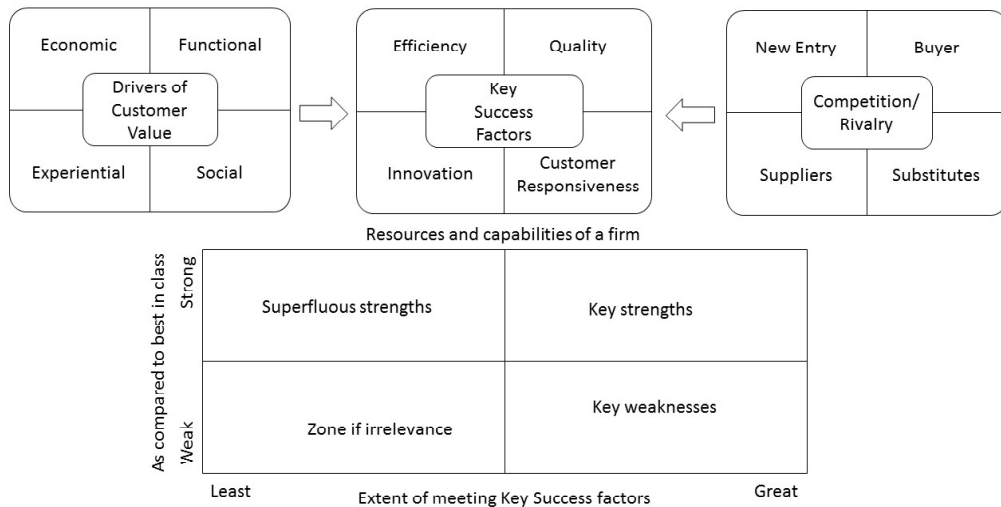 Economic
Functional
Drivers of
Customer
Value
Experiential
Social
Efficiency
Quality
Key
Success
Factors
Innovation
Customer
Responsiveness
New Entry
Buyer
Competition/
Rivalry
Suppliers
Substitutes
Resources and capabilities of a firm
As compared to best in class
Strong
Weak
Superfluous strengths
Key strengths
Zone if irrelevance
Key weaknesses
Least
Great
Extent of meeting Key Success factors